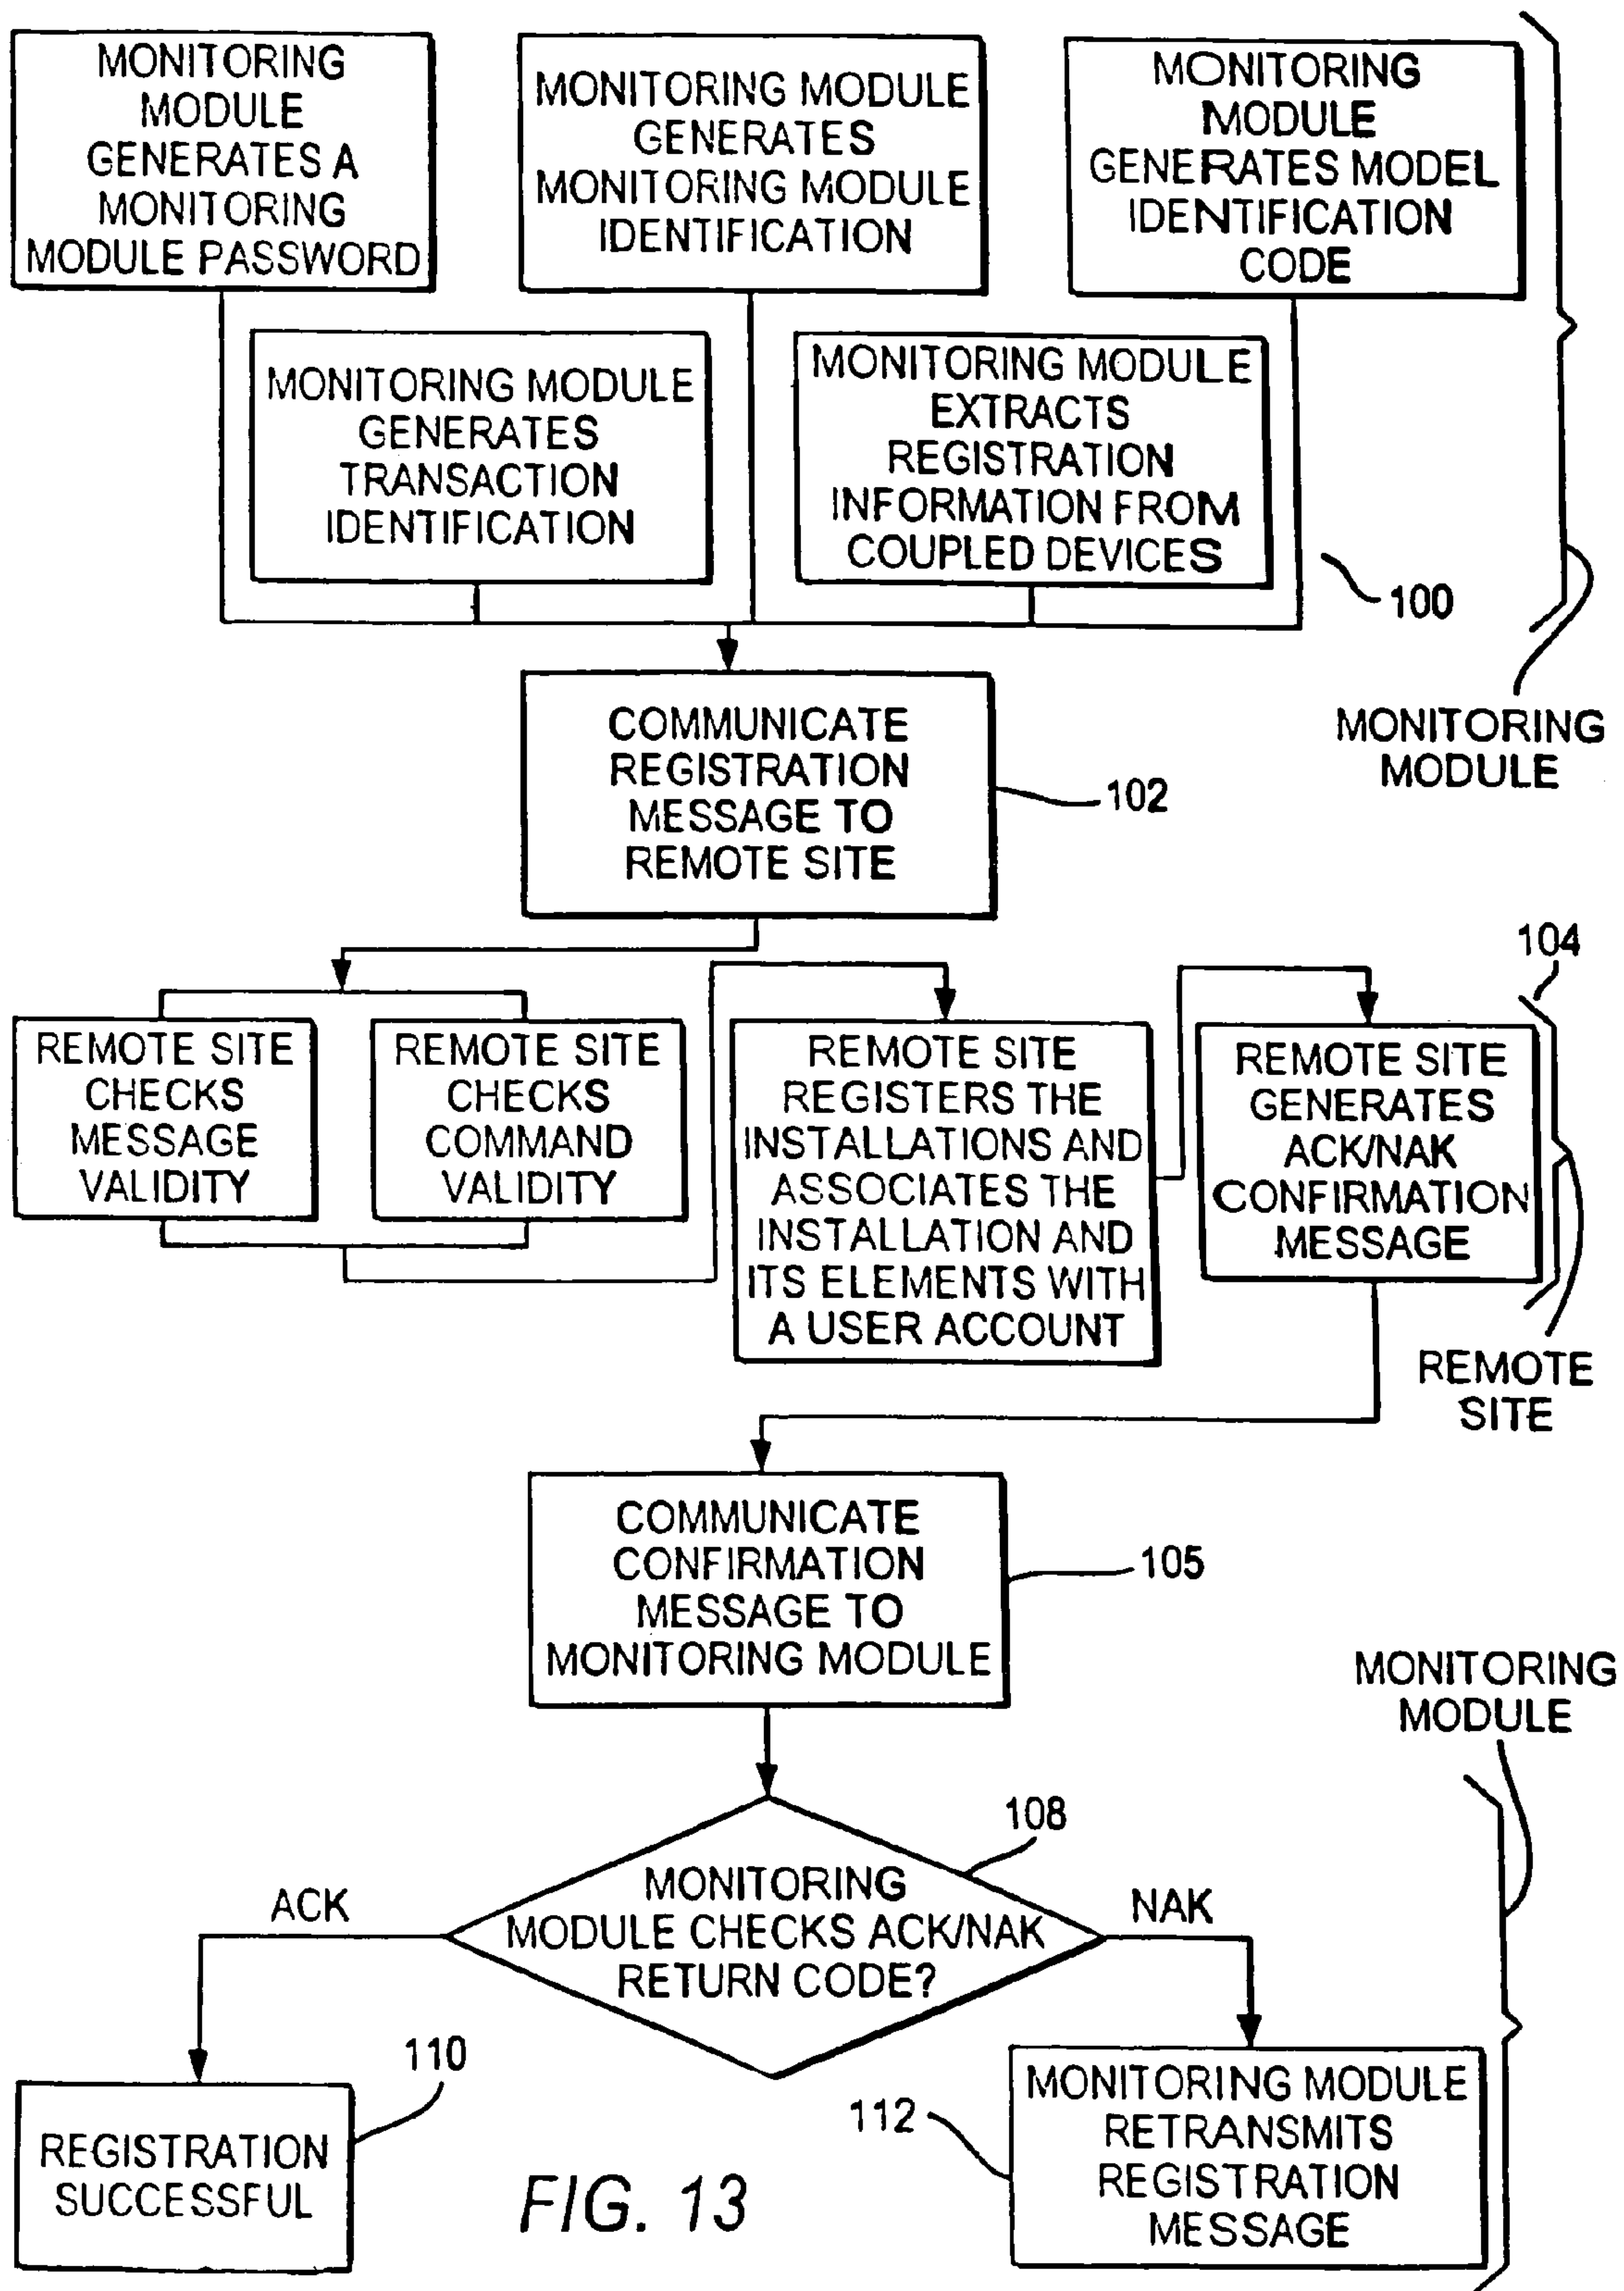 MONITORING
MODULE
GENERATES A
MONITORING
MODULE PASSWORD
MONITORING MODULE
GENERATES
MONITORING MODULE
IDENTIFICATION
MONITORING
MODULE
GENERATES MODEL
IDENTIFICATION
CODE
MONITORING MODULE
GENERATES
TRANSACTION
IDENTIFICATION
MONITORING MODULE
EXTRACTS
REGISTRATION
INFORMATION FROM
COUPLED DEVICES
100
MONITORING
MODULE
COMMUNICATE
REGISTRATION
MESSAGE TO
REMOTE SITE
102
104
REMOTE SITE
CHECKS
MESSAGE
VALIDITY
REMOTE SITE
CHECKS
COMMAND
VALIDITY
REMOTE SITE
REGISTERS THE
INSTALLATIONS AND
ASSOCIATES THE
INSTALLATION AND
ITS ELEMENTS WITH
A USER ACCOUNT
REMOTE SITE
GENERATES
ACK/NAK
CONFIRMATION
MESSAGE
REMOTE
SITE
COMMUNICATE
CONFIRMATION
MESSAGE TO
MONITORING MODULE
105
MONITORING
MODULE
108
MONITORING
MODULE CHECKS ACK/NAK
RETURN CODE?
ACK
NAK
110
REGISTRATION
SUCCESSFUL
112
MONITORING MODULE
RETRANSMITS
REGISTRATION
MESSAGE
FIG. 13